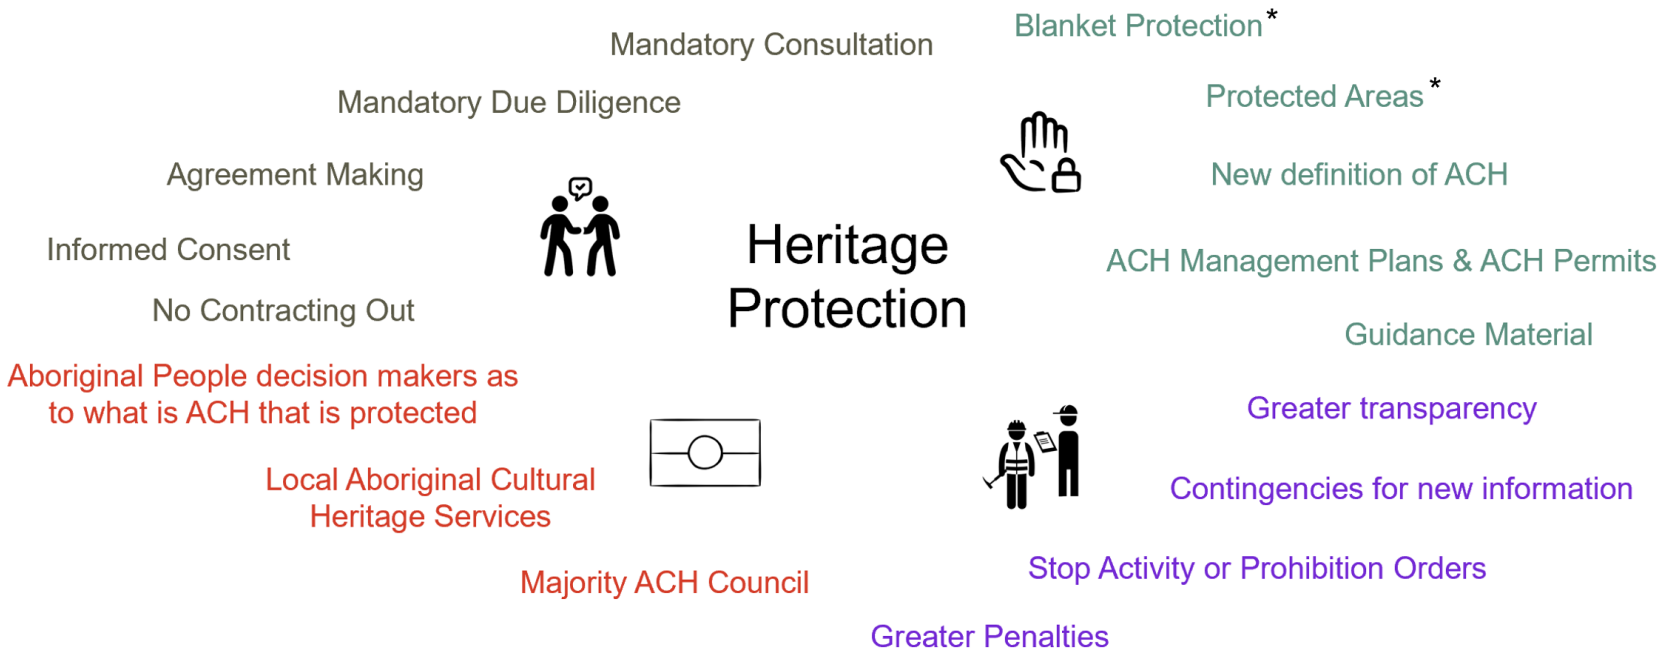 Mandatory Consultation
Mandatory Due Diligence
Agreement Making
Informed Consent
No Contracting Out
Blanket Protection*
Protected Areas*
New definition of ACH
ACH Management Plans & ACH Permits
Guidance Material
Heritage
Protection
Aboriginal People decision makers as
to what is ACH that is protected
Local Aboriginal Cultural
Heritage Services
Majority ACH Council
Greater transparency
Contingencies for new information
Stop Activity or Prohibition Orders
Greater Penalties